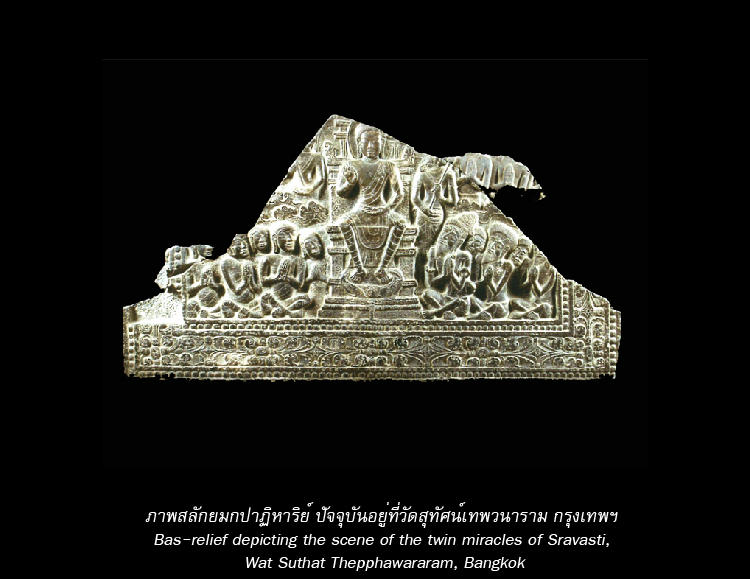 ภาพสลักยมกปาฏิหาริย์ ปัจจุบันอยู่ที่วัดสุทัศน์เทพวนาราม กรุงเทพฯ
Bas-relief depicting the scene of the twin miracles of Sravasti,
Wat Suthat Thepphawararam, Bangkok